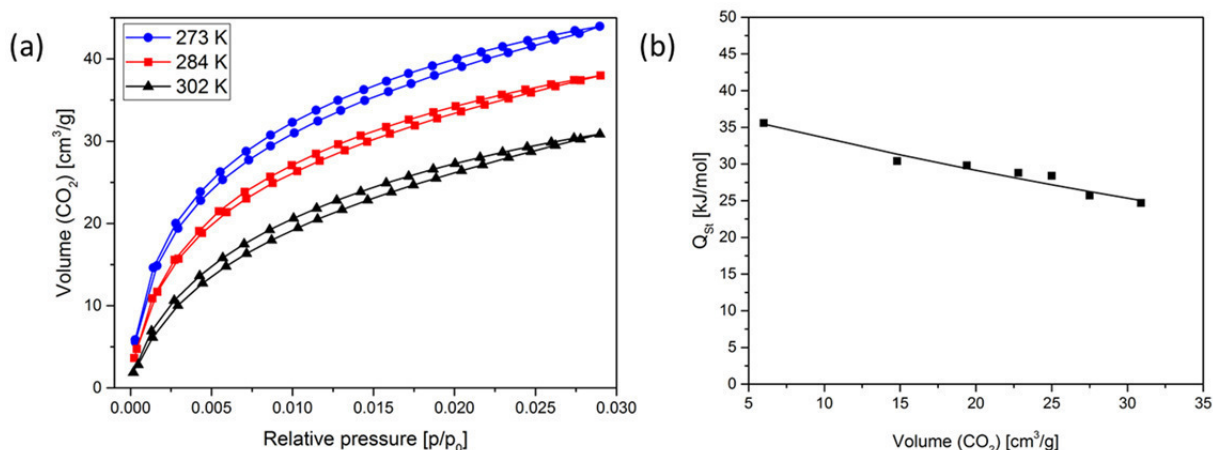 (a)
273 K
284 K
302 K
Volume (CO₂) [cm³/g]
40
30
20
10
0
0.000 0.005 0.010 0.015 0.020 0.025 0.030
Relative pressure [p/p₀]
(b)
Q_St [kJ/mol]
50
45
40
35
30
25
20
15
10
5
0
5 10 15 20 25 30 35
Volume (CO₂) [cm³/g]